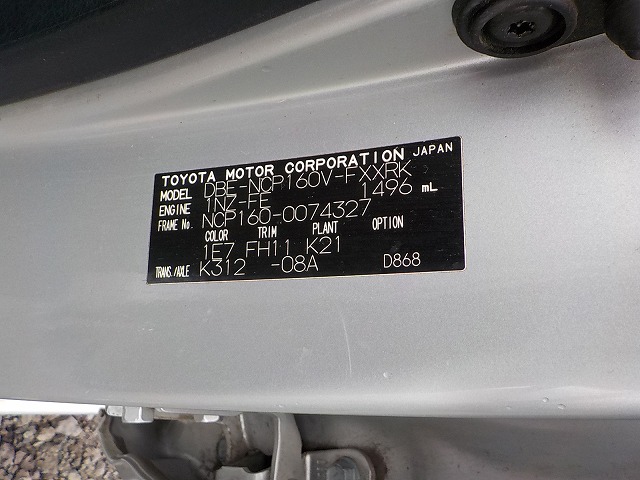 TOYOTA MOTOR CORPORATION JAPAN
MODEL DBE-NCP160V-FXXRK
ENGINE 1NZ-FE 1496 mL
FRAME No. NCP160-0074327
COLOR TRIM PLANT OPTION
1E7 FH11 K21
TRANS./AXLE K312 -08A D868